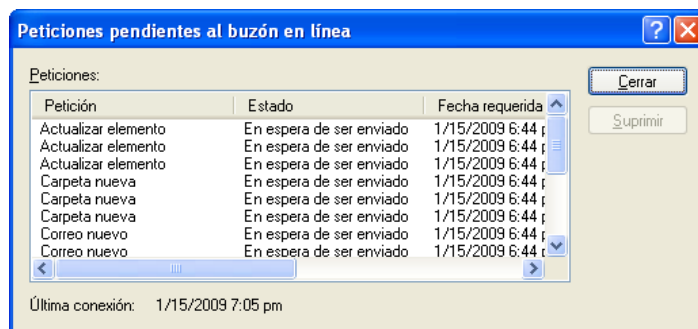 Peticiones pendientes al buzón en línea
Peticiones:
Cerrar
Suprimir
Petición Estado Fecha requerida
Actualizar elemento En espera de ser enviado 1/15/2009 6:44 p
Actualizar elemento En espera de ser enviado 1/15/2009 6:44 p
Actualizar elemento En espera de ser enviado 1/15/2009 6:44 p
Carpeta nueva En espera de ser enviado 1/15/2009 6:44 p
Carpeta nueva En espera de ser enviado 1/15/2009 6:44 p
Carpeta nueva En espera de ser enviado 1/15/2009 6:44 p
Correo nuevo En espera de ser enviado 1/15/2009 6:44 p
Correo nuevo En espera de ser enviado 1/15/2009 6:44 p
Última conexión: 1/15/2009 7:05 pm